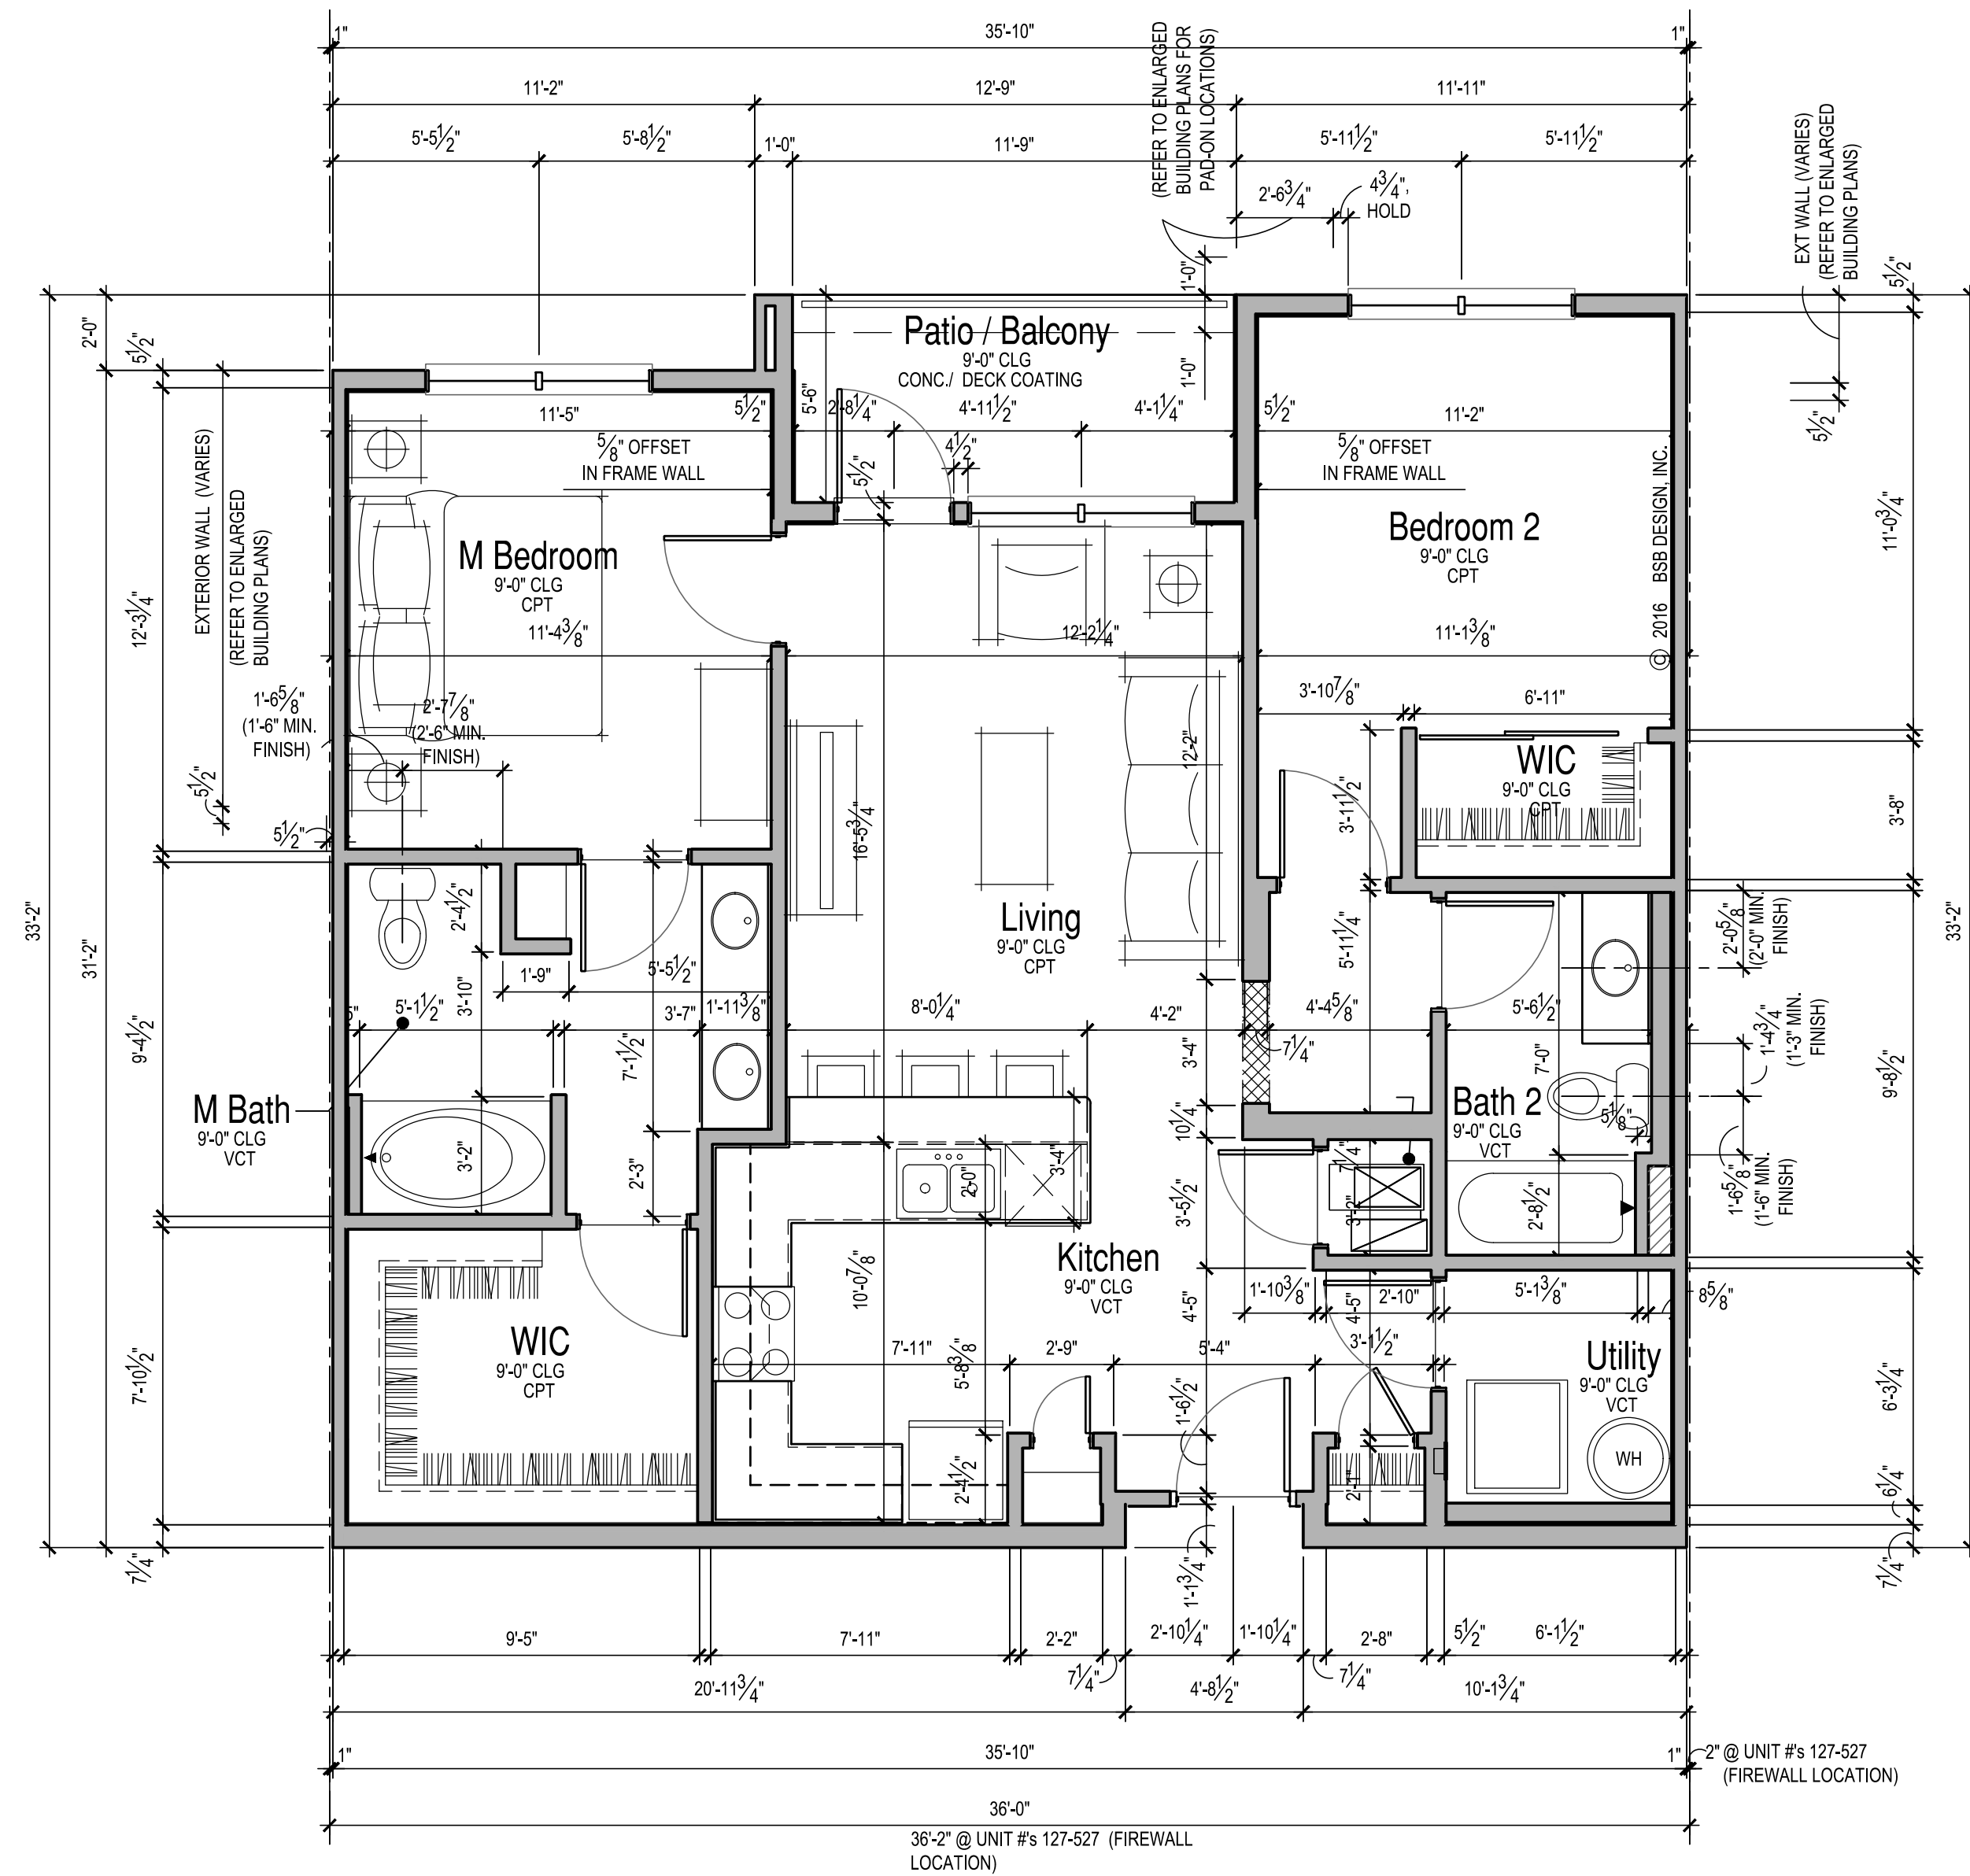 1"
35'-10"
1"
11'-2"
12'-9"
11'-11"
5'-5½"
5'-8½"
1'-0"
11'-9"
5'-11½"
5'-11½"
(REFER TO ENLARGED
BUILDING PLANS FOR
PAD-ON LOCATIONS)
2'-6¾"
4¾",
HOLD
EXT WALL (VARIES)
(REFER TO ENLARGED
BUILDING PLANS)
5½"
5½"
1'-0"
1'-0"
2'-0"
5½"
Patio / Balcony
9'-0" CLG
CONC./ DECK COATING
5'-6"
2'-8¼"
4'-11½"
4'-1¼"
4½"
5½"
11'-5"
5½"
⅝" OFFSET
IN FRAME WALL
5½"
11'-2"
⅝" OFFSET
IN FRAME WALL
© 2016 BSB DESIGN, INC.
EXTERIOR WALL (VARIES)
(REFER TO ENLARGED
BUILDING PLANS)
M Bedroom
9'-0" CLG
CPT
11'-4⅜"
12'-2¼"
Bedroom 2
9'-0" CLG
CPT
11'-1⅜"
11'-0¾"
12'-3¼"
1'-6⅝"
(1'-6" MIN.
FINISH)
2'-7⅞"
(2'-6" MIN.
FINISH)
5½"
5½"
3'-10⅞"
6'-11"
WIC
9'-0" CLG
CPT
3'-11½"
3'-8"
12'-2"
16'-5¾"
Living
9'-0" CLG
CPT
33'-2"
31'-2"
33'-2"
2'-4½"
1'-9"
5'-5½"
3'-10"
5'-1½"
3'-7"
1'-11⅜"
7'-1½"
9'-4½"
8'-0¼"
4'-2"
3'-4"
7¼"
4'-4⅝"
5'-11¼"
5'-6½"
7'-0"
2'-0⅝"
(2'-0" MIN.
FINISH)
1'-4¾"
(1'-3" MIN.
FINISH)
9'-8½"
M Bath
9'-0" CLG
VCT
3'-2"
2'-3"
Bath 2
9'-0" CLG
VCT
5⅛"
10¼"
7¼"
3'-2"
2'-8½"
1'-6⅝"
(1'-6" MIN.
FINISH)
3'-5½"
3'-4"
2'-0"
Kitchen
9'-0" CLG
VCT
10'-0⅞"
4'-5"
1'-10⅜"
4'-5"
2'-10"
5'-1⅜"
8⅝"
WIC
9'-0" CLG
CPT
7'-10½"
7'-11"
5'-8⅜"
2'-9"
5'-4"
3'-1½"
Utility
9'-0" CLG
VCT
WH
6'-3¼"
1'-6½"
2'-4½"
2'-1"
6¼"
7¼"
7¼"
1'-1¾"
9'-5"
7'-11"
2'-2"
7¼"
2'-10¼"
1'-10¼"
7¼"
2'-8"
5½"
6'-1½"
20'-11¾"
4'-8½"
10'-1¾"
1"
35'-10"
1"
2" @ UNIT #'s 127-527
(FIREWALL LOCATION)
36'-0"
36'-2" @ UNIT #'s 127-527 (FIREWALL
LOCATION)